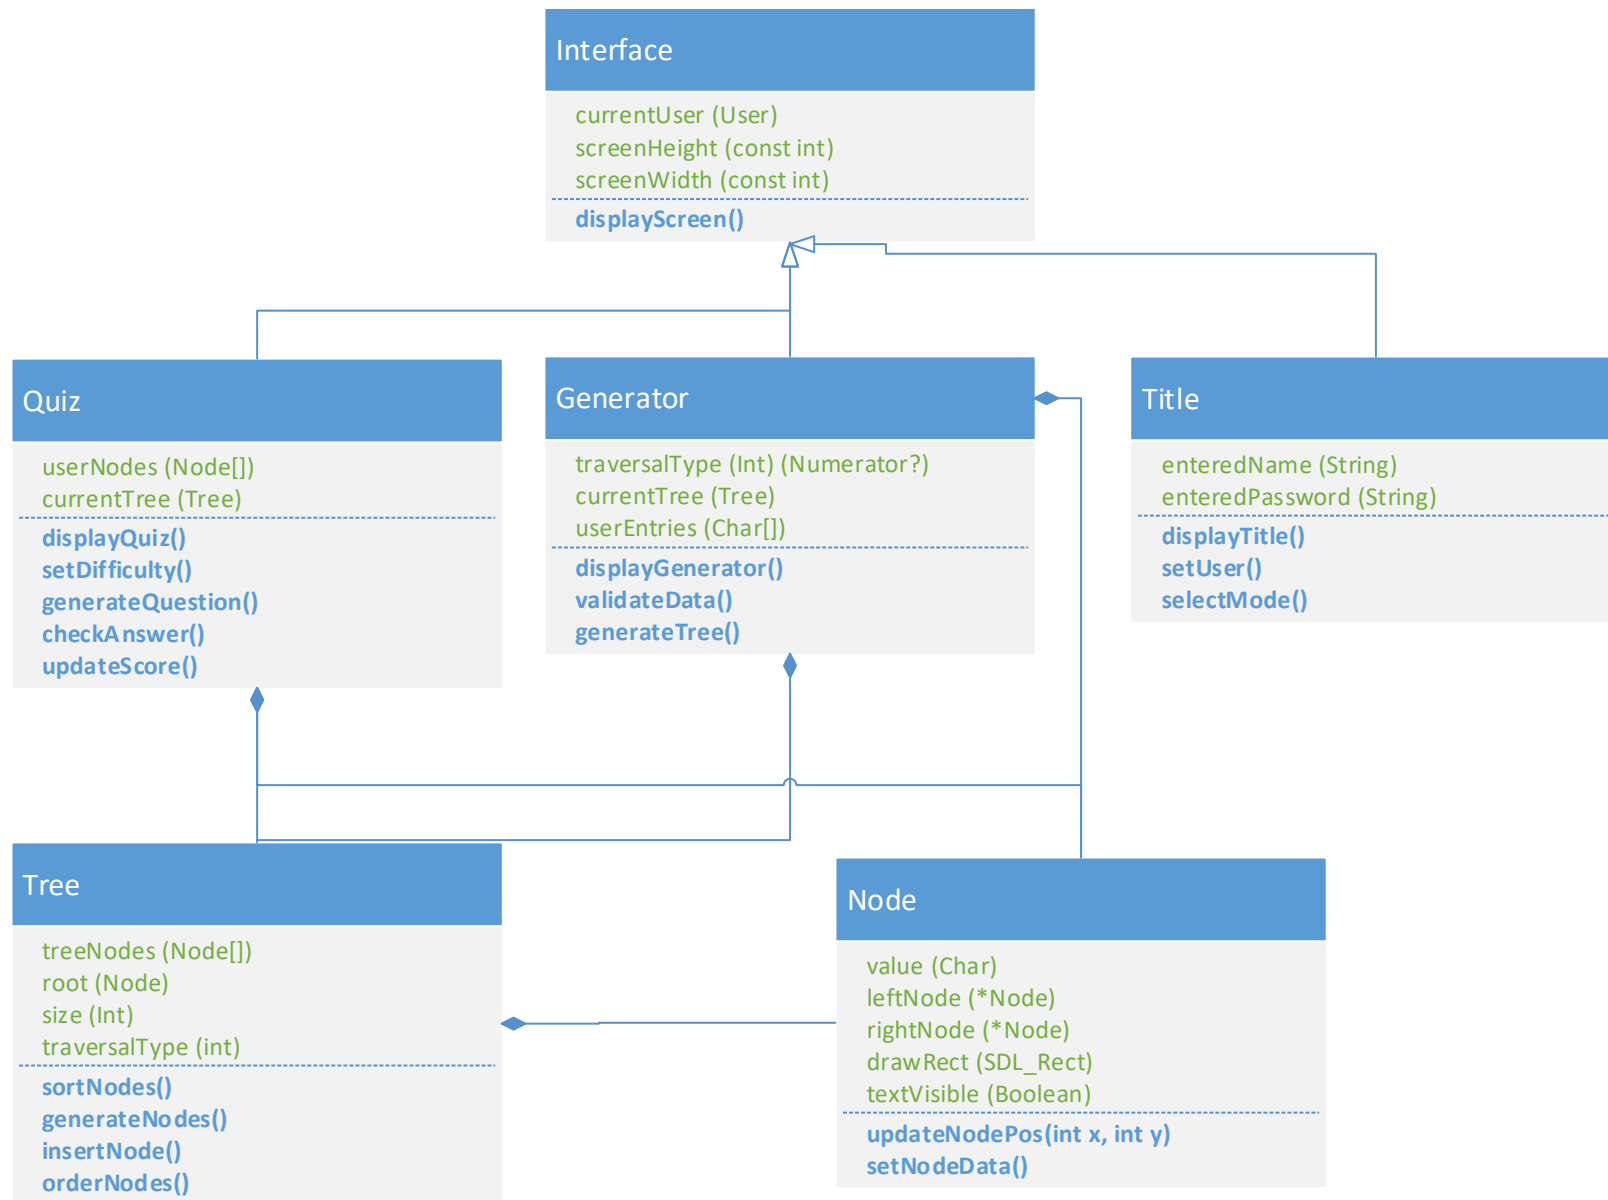 Interface
currentUser (User)
screenHeight (const int)
screenWidth (const int)
displayScreen()
Quiz
userNodes (Node[])
currentTree (Tree)
displayQuiz()
setDifficulty()
generateQuestion()
checkAnswer()
updateScore()
Generator
traversalType (Int) (Numerator?)
currentTree (Tree)
userEntries (Char[])
displayGenerator()
validateData()
generateTree()
Title
enteredName (String)
enteredPassword (String)
displayTitle()
setUser()
selectMode()
Tree
treeNodes (Node[])
root (Node)
size (Int)
traversalType (int)
sortNodes()
generateNodes()
insertNode()
orderNodes()
Node
value (Char)
leftNode (*Node)
rightNode (*Node)
drawRect (SDL_Rect)
textVisible (Boolean)
updateNodePos(int x, int y)
setNodeData()